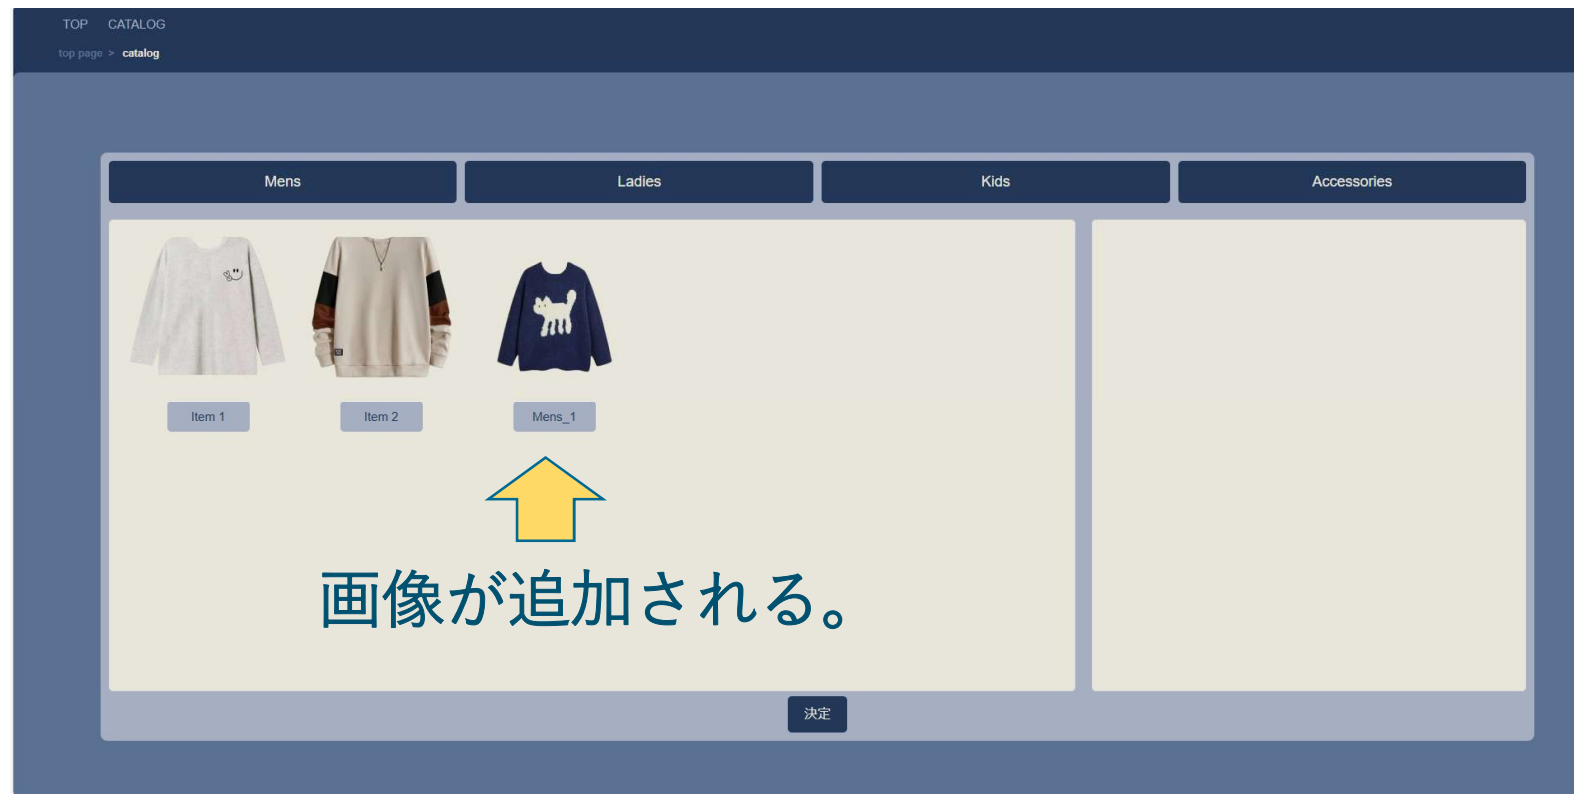 TOP CATALOG
top page > catalog
Mens Ladies Kids Accessories
Item 1 Item 2 Mens_1
画像が追加される。
決定